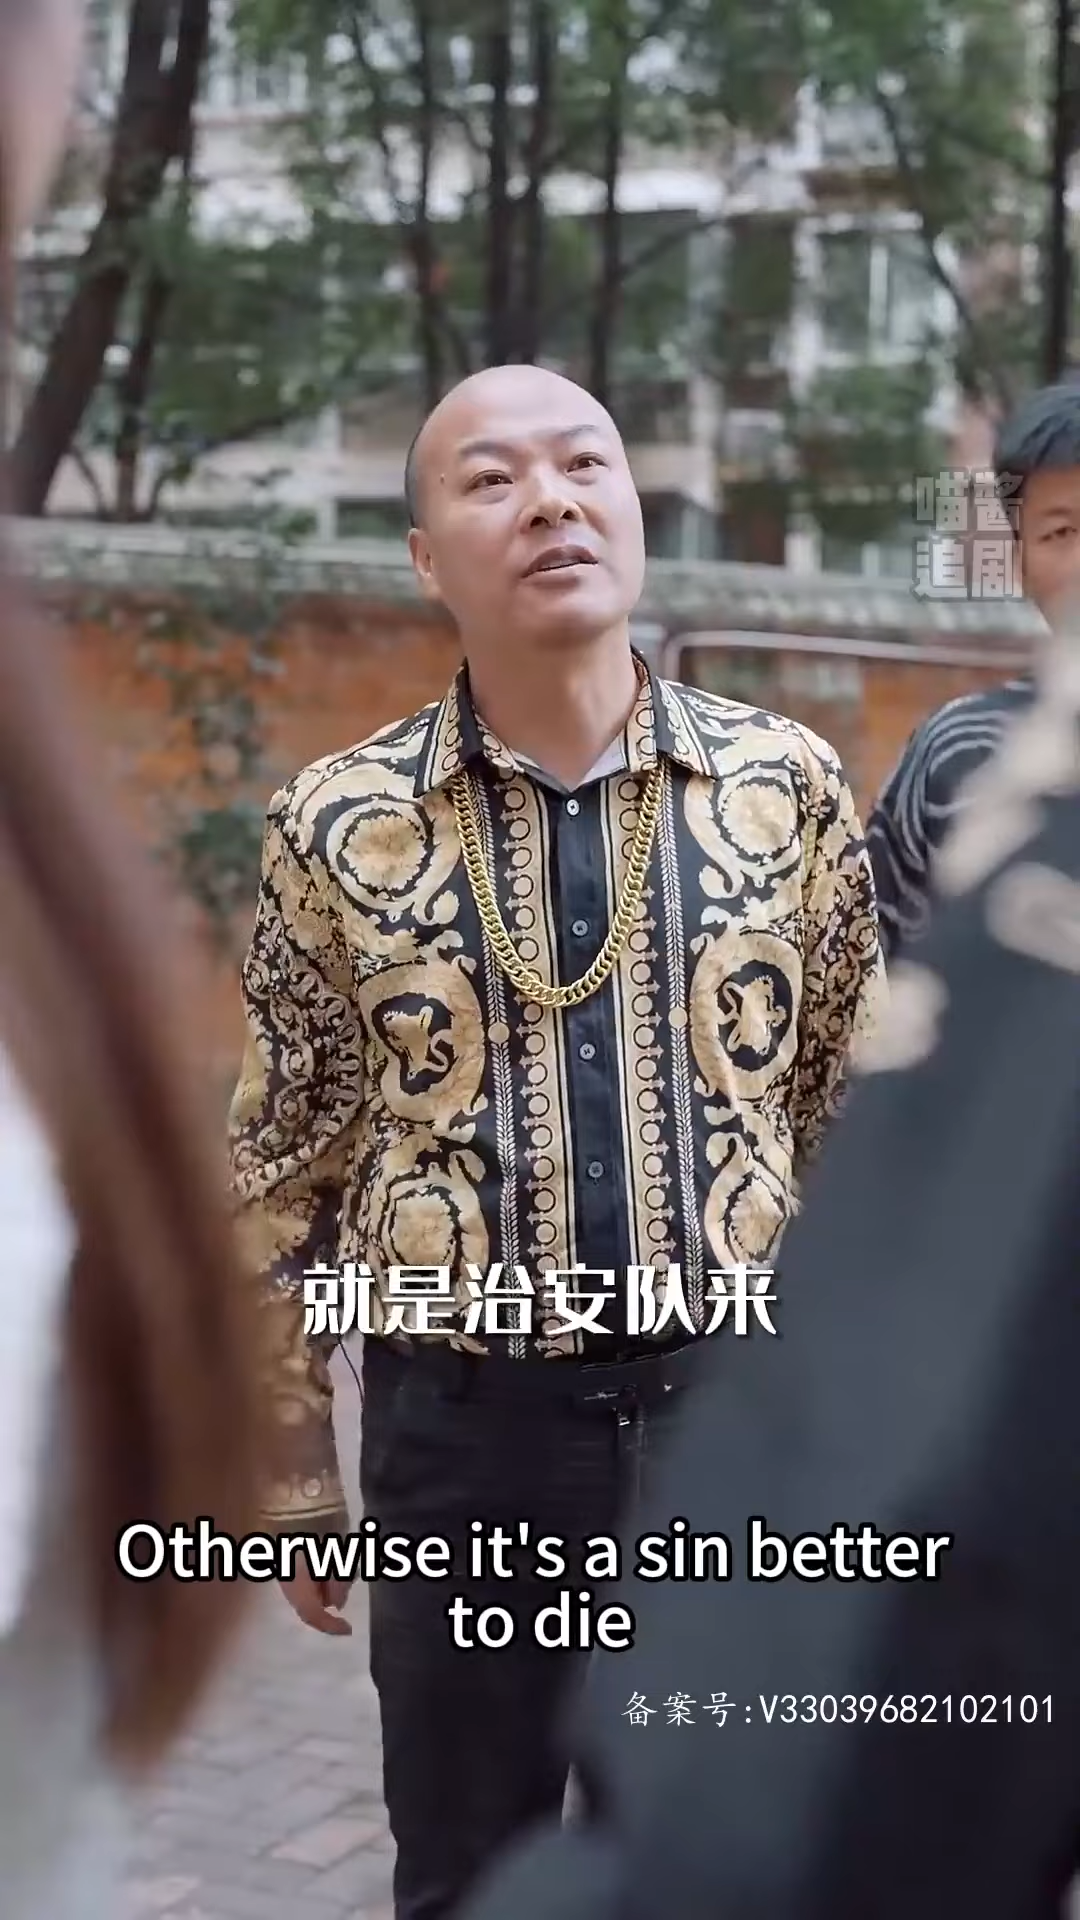 喵酱
追剧
就是治安队来
Otherwise it's a sin better
to die
备案号:V33039682102101